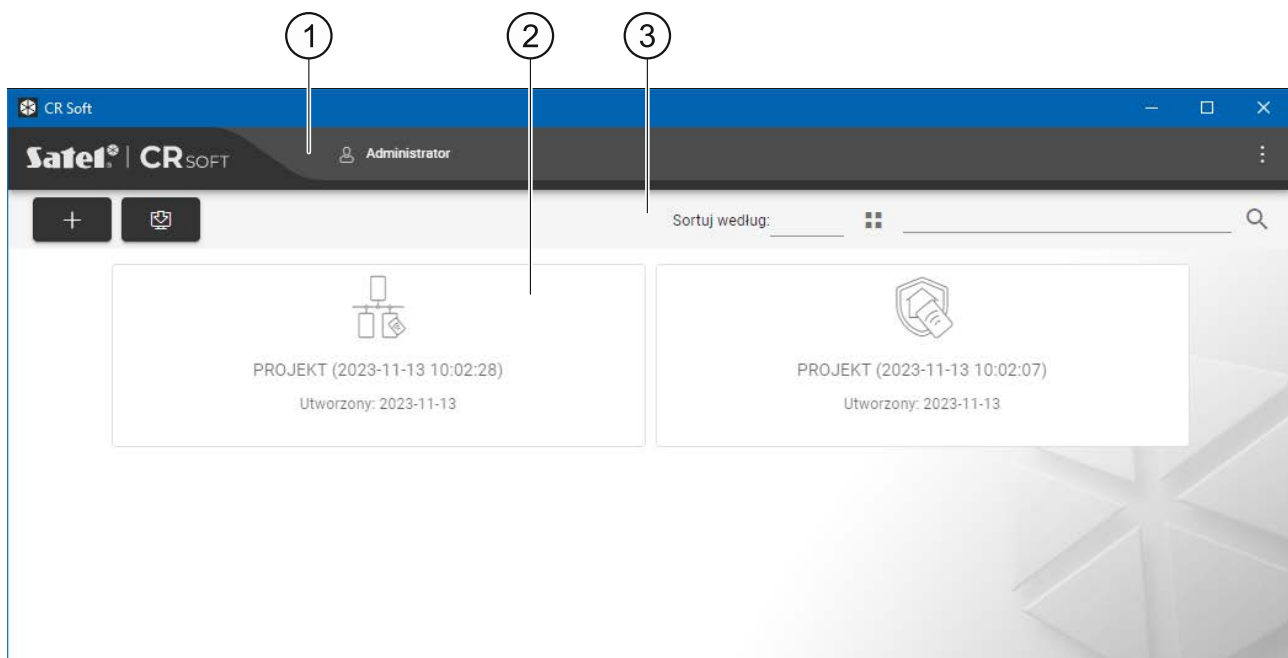 1 2 3
CR Soft
Satel | CR SOFT Administrator
Sortuj według:
PROJEKT (2023-11-13 10:02:28) PROJEKT (2023-11-13 10:02:07)
Utworzony: 2023-11-13 Utworzony: 2023-11-13